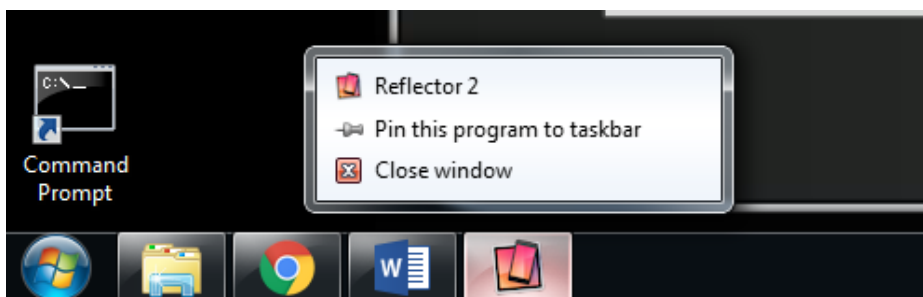 C:\_
Command
Prompt
Reflector 2
Pin this program to taskbar
Close window
W